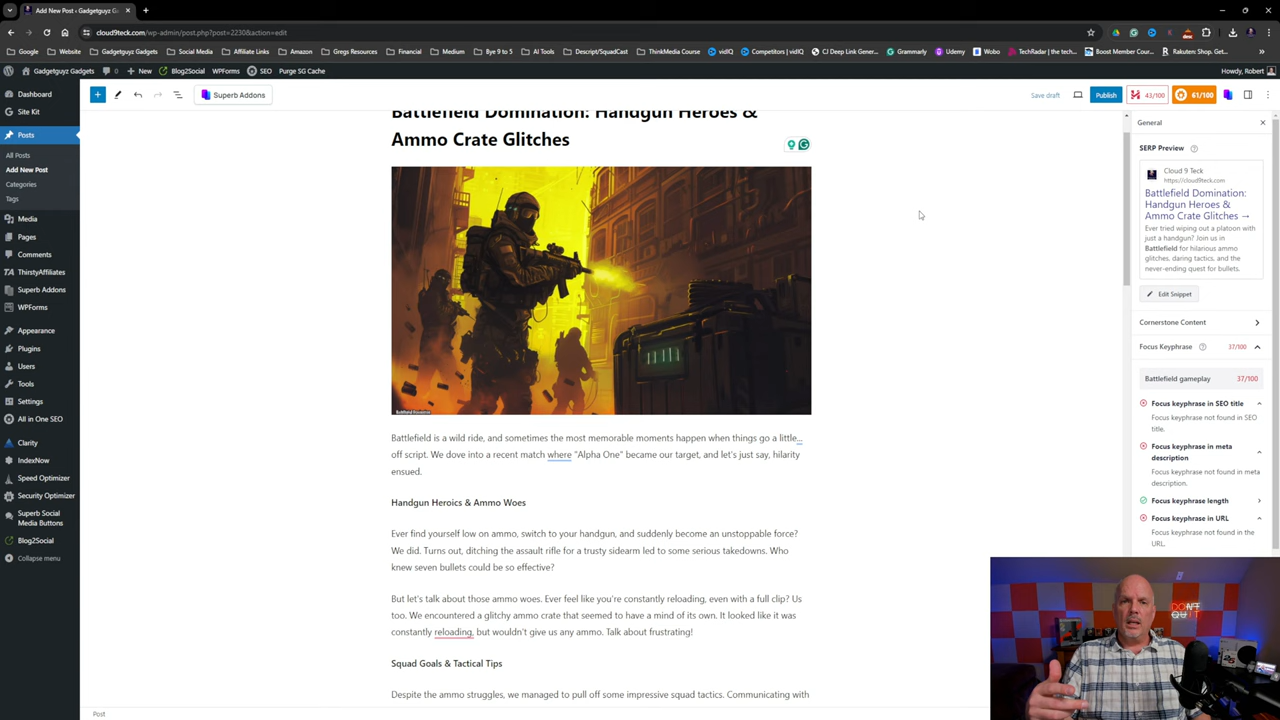 Add New Post ‹ Gadgetguyz G
cloud9teck.com/wp-admin/post.php?post=2230&action=edit
Google Social Media Gadgetguyz Gadgets Affiliate Links Amazon Gregs Resources Financial Medium Bye 9 to 5 AI Tools Descript/SquadCast ThinkMedia Course vidIQ Competitors | vidIQ CJ Deep Link Gener... Grammarly Udemy Wobo TechRadar | the tech... Boost Member Cour... Rakuten: Shop. Get...
Gadgetguyz Gadgets 0 New Blog2Social WPForms SEO Purge SG Cache Howdy, Robert
Superb Addons Save draft Publish 43/100 61/100
Dashboard
Site Kit
Posts
All Posts
Add New Post
Categories
Tags
Media
Pages
Comments
ThirstyAffiliates
Superb Addons
WPForms
Appearance
Plugins
Users
Tools
Settings
All in One SEO
Clarity
IndexNow
Speed Optimizer
Security Optimizer
Superb Social
Media Buttons
Blog2Social
Collapse menu
Battlefield Domination: Handgun Heroes &
Ammo Crate Glitches
Battlefield is a wild ride, and sometimes the most memorable moments happen when things go a little...
off script. We dove into a recent match where "Alpha One" became our target, and let's just say, hilarity
ensued.
Handgun Heroics & Ammo Woes
Ever find yourself low on ammo, switch to your handgun, and suddenly become an unstoppable force?
We did. Turns out, ditching the assault rifle for a trusty sidearm led to some serious takedowns. Who
knew seven bullets could be so effective?
But let's talk about those ammo woes. Ever feel like you're constantly reloading, even with a full clip? Us
too. We encountered a glitchy ammo crate that seemed to have a mind of its own. It looked like it was
constantly reloading, but wouldn't give us any ammo. Talk about frustrating!
Squad Goals & Tactical Tips
Despite the ammo struggles, we managed to pull off some impressive squad tactics. Communicating with
Post
General
SERP Preview
Cloud 9 Teck
https://cloud9teck.com
Battlefield Domination:
Handgun Heroes &
Ammo Crate Glitches →
Ever tried wiping out a platoon with
just a handgun? Join us in
Battlefield for hilarious ammo
glitches, daring tactics, and the
never-ending quest for bullets.
Edit Snippet
Cornerstone Content
Focus Keyphrase 37/100
Battlefield gameplay 37/100
Focus keyphrase in SEO title
Focus keyphrase not found in SEO
title.
Focus keyphrase in meta
description
Focus keyphrase not found in meta
description.
Focus keyphrase length
Focus keyphrase in URL
Focus keyphrase not found in the
URL.
DON'T
QUIT